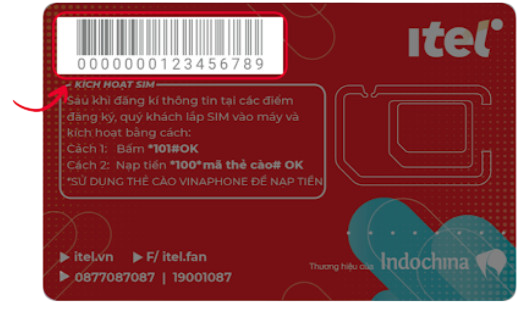 itel
0000000123456789
KÍCH HOẠT SIM
Sau khi đăng kí thông tin tại các điểm
đăng ký, quý khách lắp SIM vào máy và
kích hoạt bằng cách:
Cách 1: Bấm *101#OK
Cách 2: Nạp tiền *100*mã thẻ cào# OK
*SỬ DỤNG THẺ CÀO VINAPHONE ĐỂ NẠP TIỀN
itel.vn F/ itel.fan
0877087087 | 19001087
Thương hiệu của Indochina